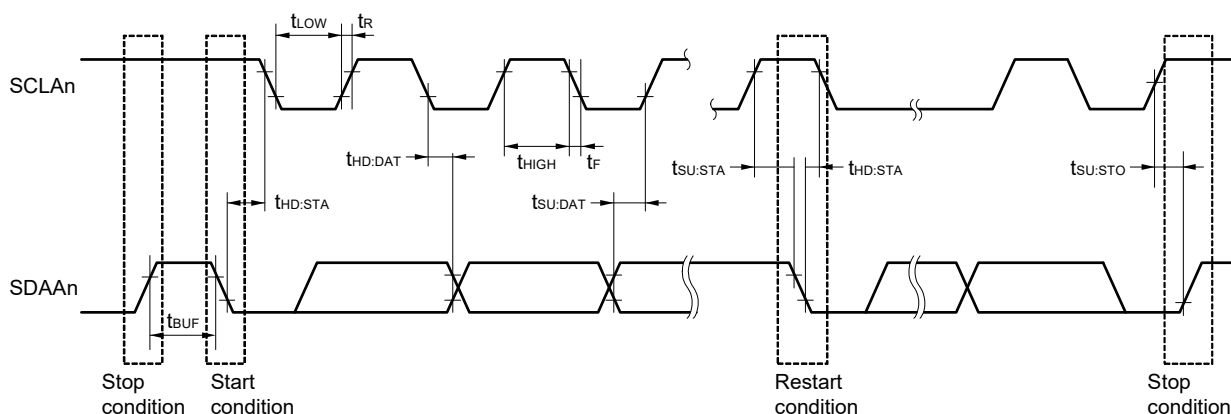 tLOW tR
SCLAn
tHD:DAT tHIGH tF tSU:STA tHD:STA tSU:STO
tHD:STA tSU:DAT
SDAAn
tBUF
Stop condition
Start condition
Restart condition
Stop condition